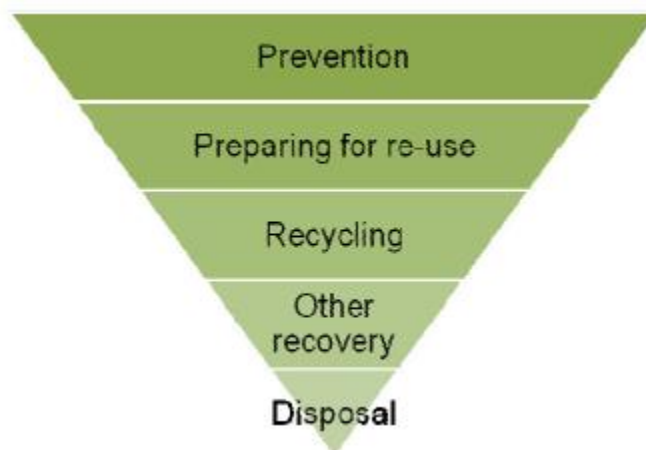 Prevention
Preparing for re-use
Recycling
Other
recovery
Disposal